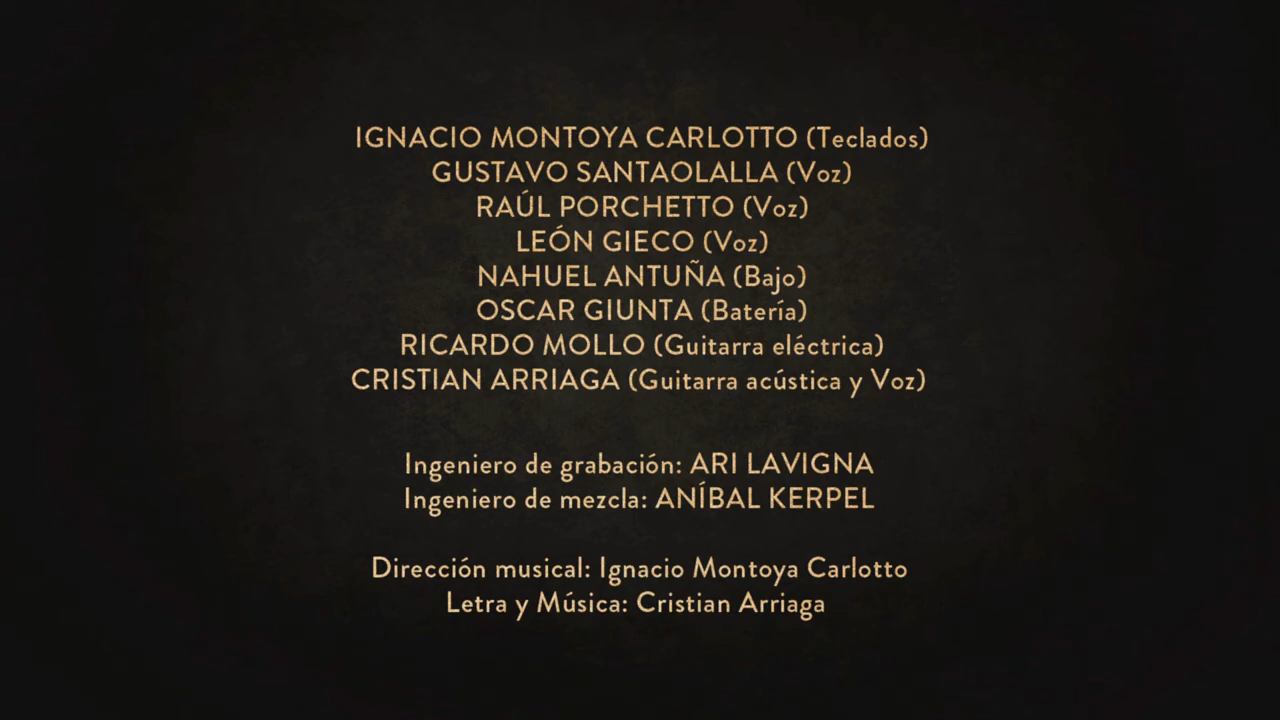 IGNACIO MONTOYA CARLOTTO (Teclados)
GUSTAVO SANTAOLALLA (Voz)
RAÚL PORCHETTO (Voz)
LEÓN GIECO (Voz)
NAHUEL ANTUÑA (Bajo)
OSCAR GIUNTA (Batería)
RICARDO MOLLO (Guitarra eléctrica)
CRISTIAN ARRIAGA (Guitarra acústica y Voz)
Ingeniero de grabación: ARI LAVIGNA
Ingeniero de mezcla: ANÍBAL KERPEL
Dirección musical: Ignacio Montoya Carlotto
Letra y Música: Cristian Arriaga